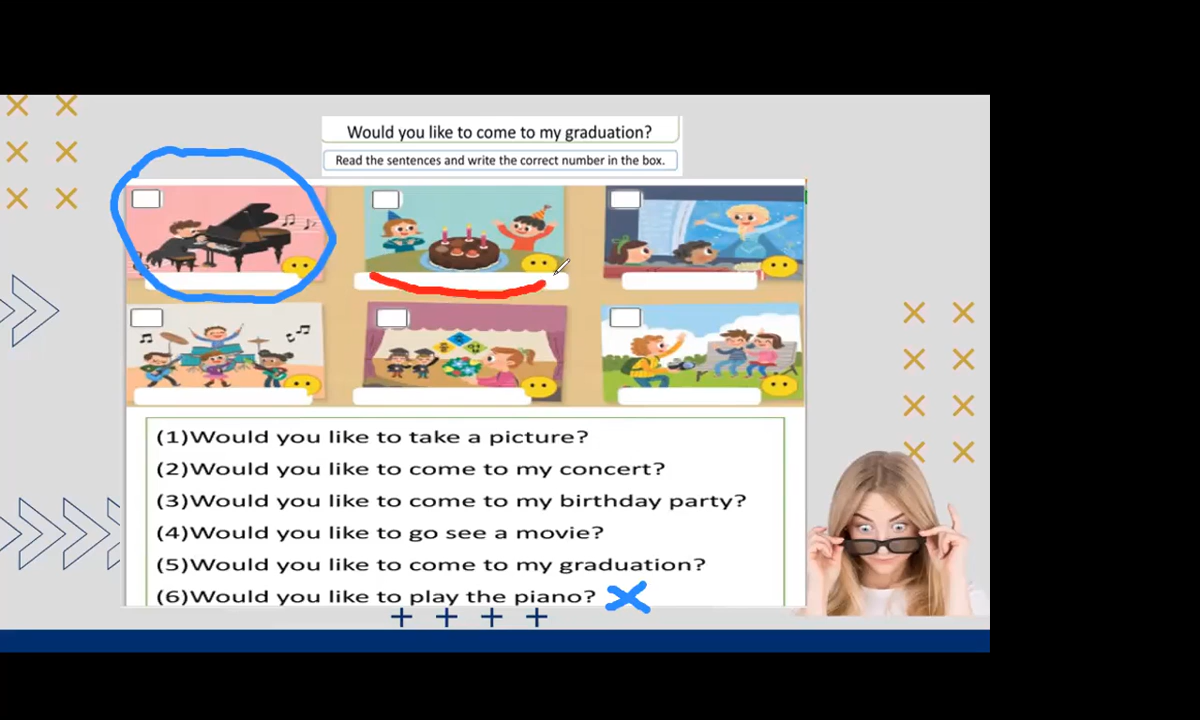 Would you like to come to my graduation?
Read the sentences and write the correct number in the box.
(1)Would you like to take a picture?
(2)Would you like to come to my concert?
(3)Would you like to come to my birthday party?
(4)Would you like to go see a movie?
(5)Would you like to come to my graduation?
(6)Would you like to play the piano?